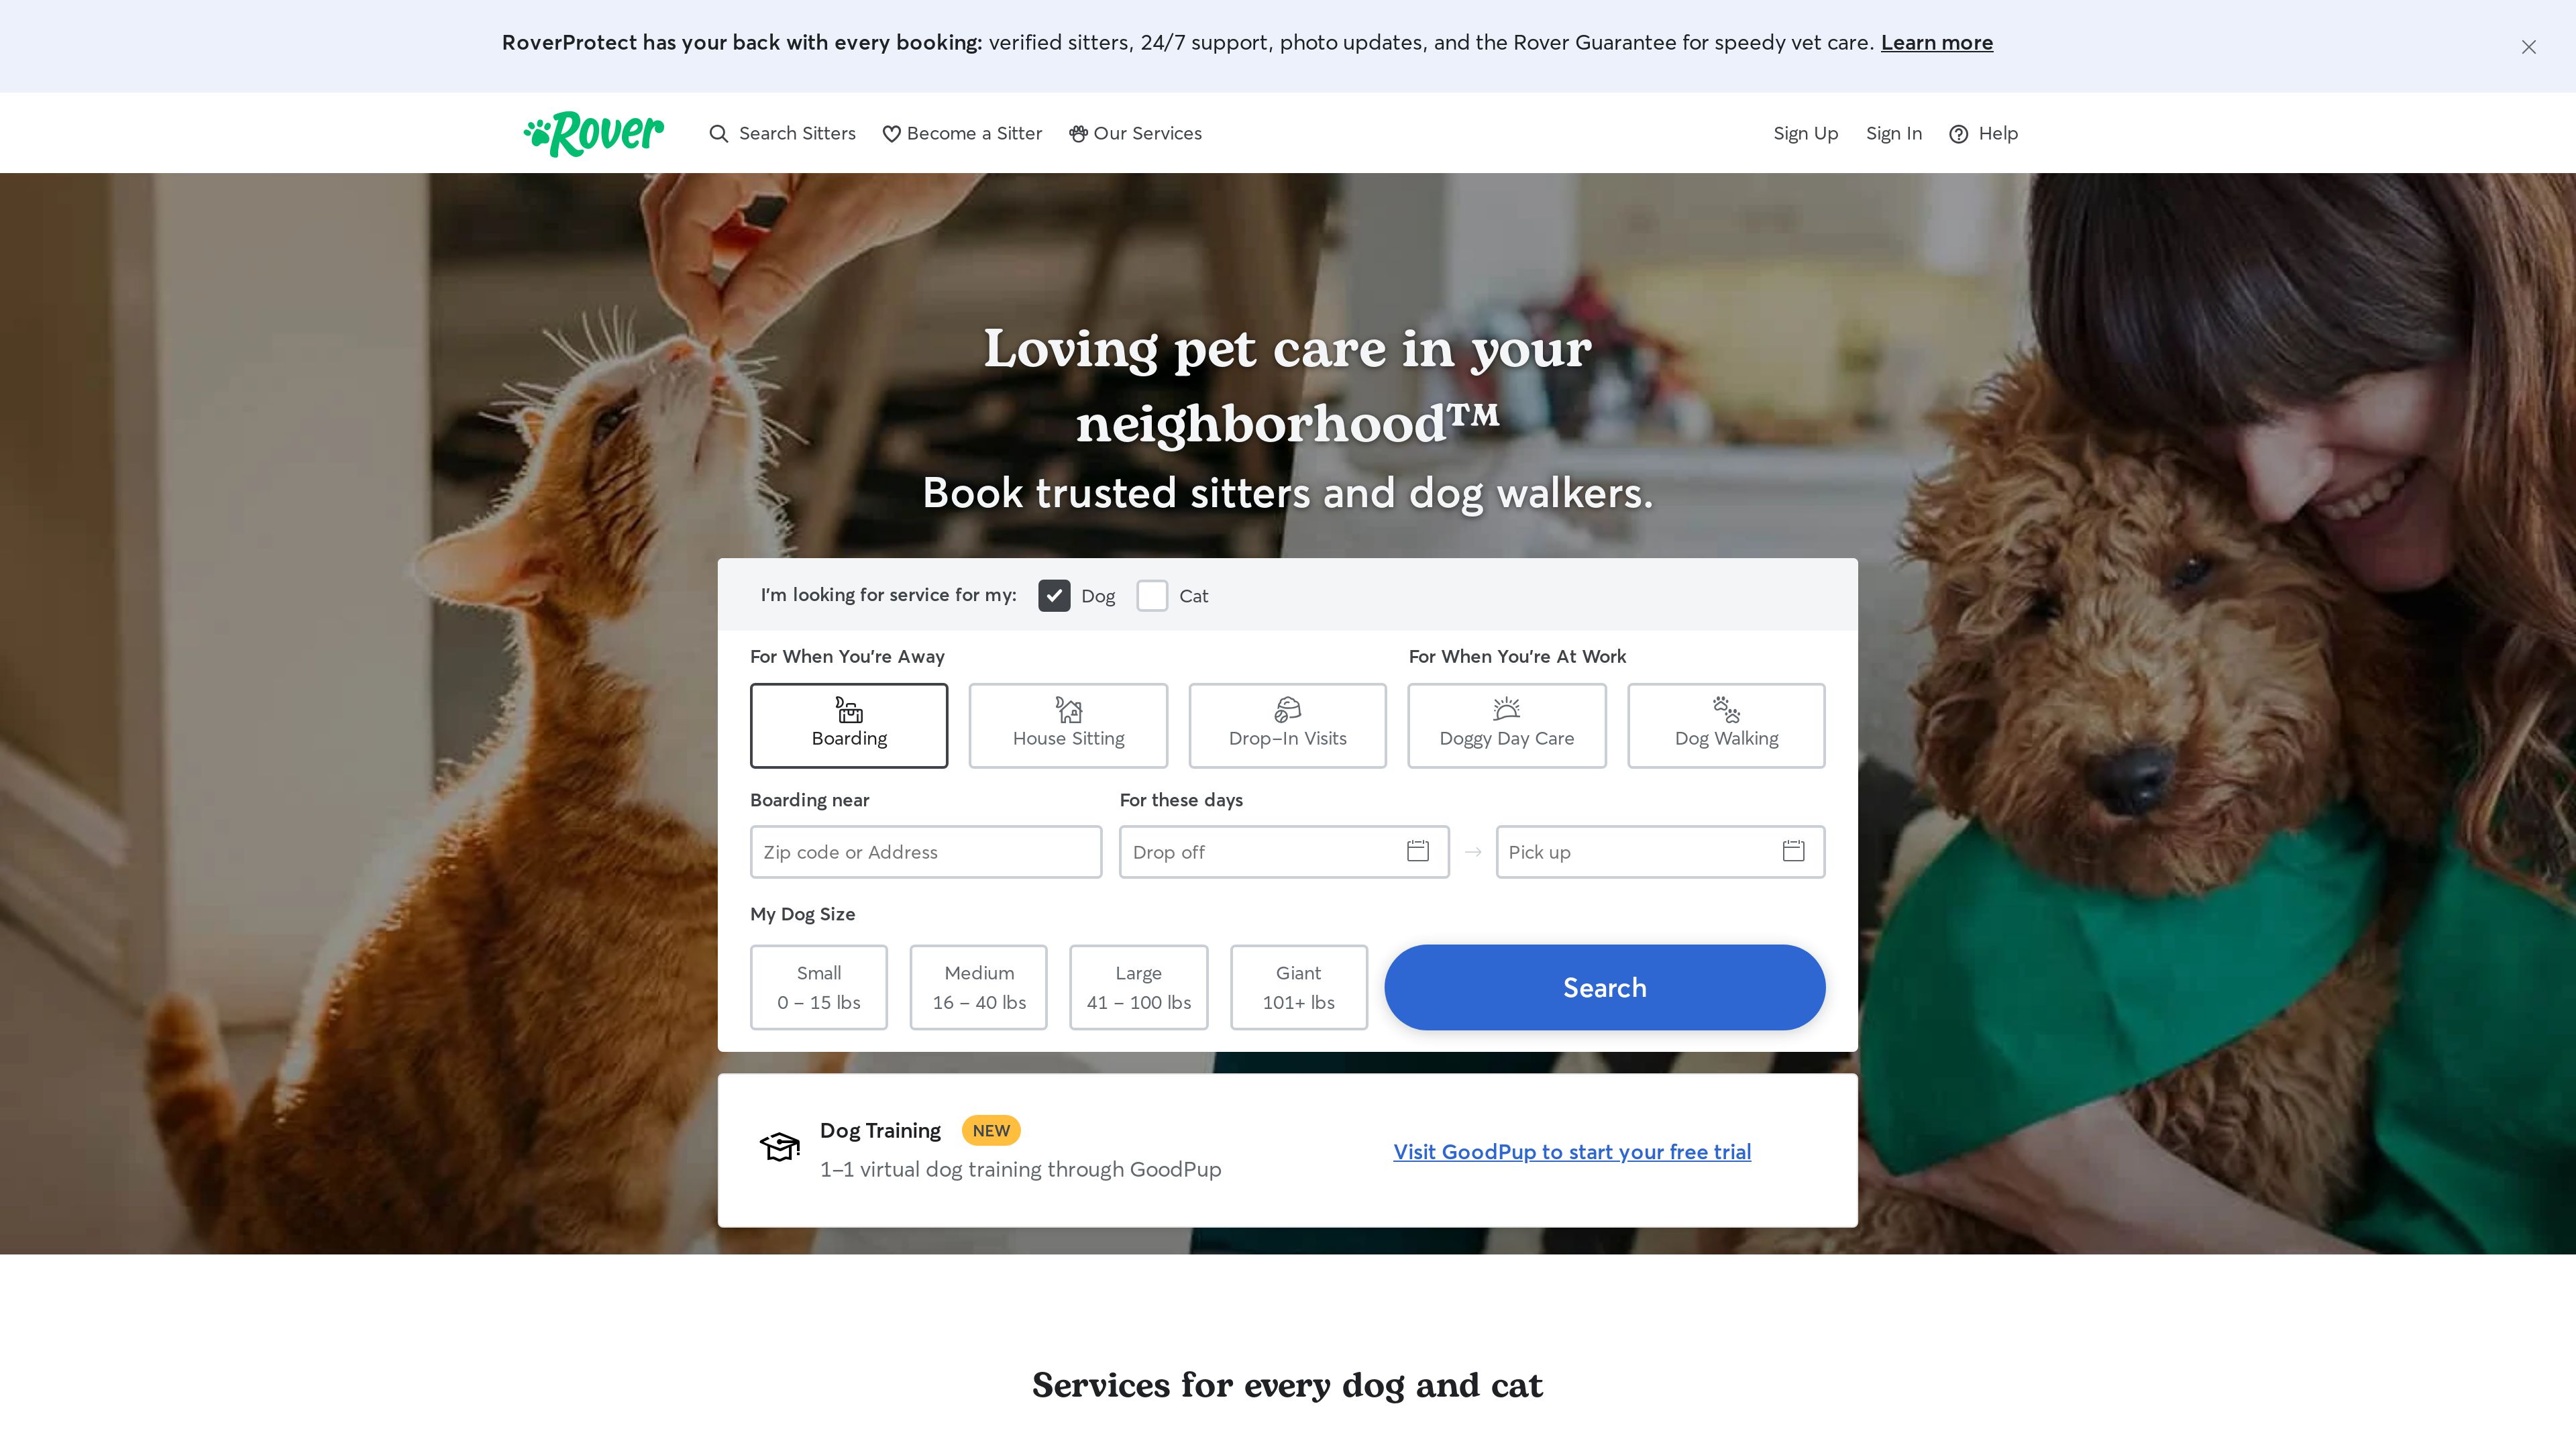 RoverProtect has your back with every booking: verified sitters, 24/7 support, photo updates, and the Rover Guarantee for speedy vet care. Learn more
Rover Search Sitters Become a Sitter Our Services Sign Up Sign In Help
Loving pet care in your
neighborhood™
Book trusted sitters and dog walkers.
I'm looking for service for my: Dog Cat
For When You're Away For When You're At Work
Boarding House Sitting Drop-In Visits Doggy Day Care Dog Walking
Boarding near For these days
Zip code or Address Drop off → Pick up
My Dog Size
Small Medium Large Giant
0 – 15 lbs 16 – 40 lbs 41 – 100 lbs 101+ lbs
Search
Dog Training NEW
1–1 virtual dog training through GoodPup
Visit GoodPup to start your free trial
Services for every dog and cat